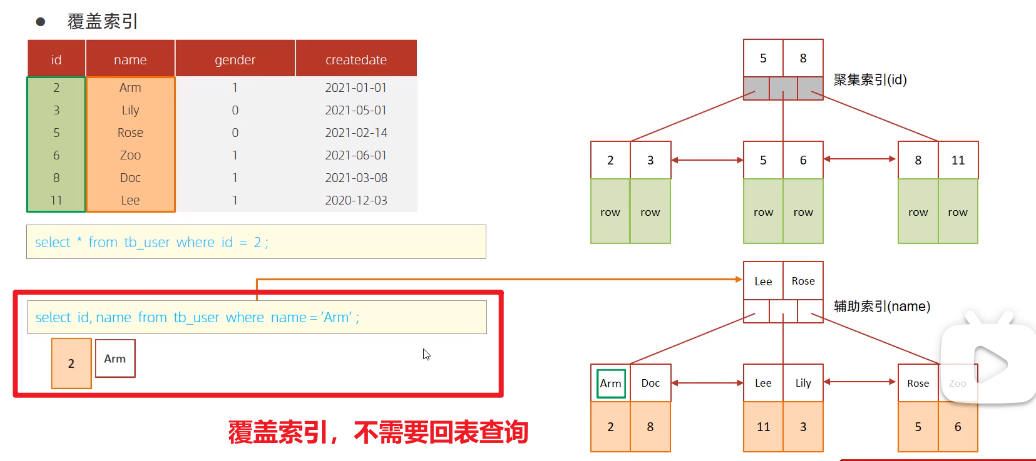 ● 覆盖索引
id name gender createdate
2 Arm 1 2021-01-01
3 Lily 0 2021-05-01
5 Rose 0 2021-02-14
6 Zoo 1 2021-06-01
8 Doc 1 2021-03-08
11 Lee 1 2020-12-03
select * from tb_user where id = 2 ;
select id, name from tb_user where name = 'Arm' ;
2 Arm
覆盖索引，不需要回表查询
5 8
聚集索引(id)
2 3 5 6 8 11
row row row row row row
Lee Rose
辅助索引(name)
Arm Doc Lee Lily Rose Zoo
2 8 11 3 5 6